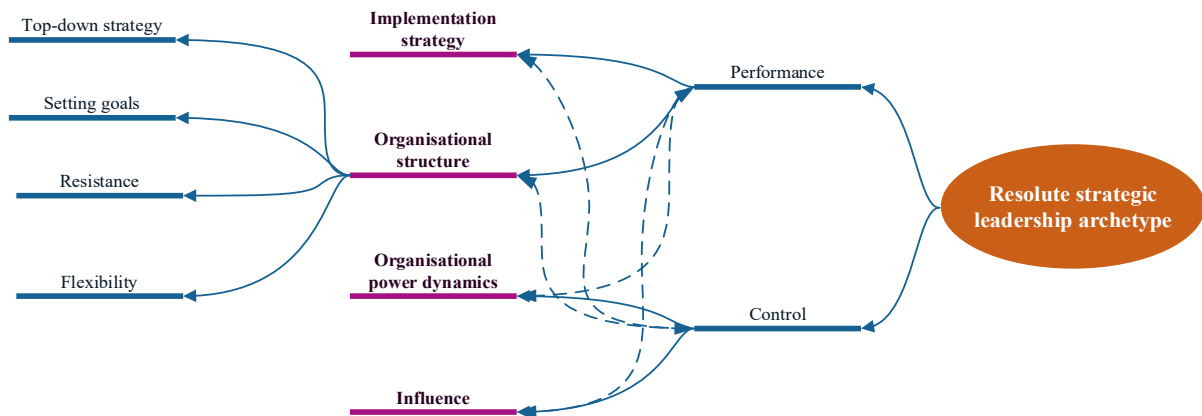 Top-down strategy
Setting goals
Resistance
Flexibility
Implementation
strategy
Organisational
structure
Organisational
power dynamics
Influence
Performance
Control
Resolute strategic
leadership archetype